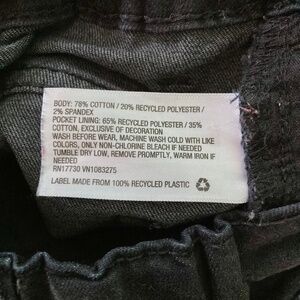 BODY: 78% COTTON / 20% RECYCLED POLYESTER /
2% SPANDEX
POCKET LINING: 65% RECYCLED POLYESTER / 35%
COTTON, EXCLUSIVE OF DECORATION
WASH BEFORE WEAR, MACHINE WASH COLD WITH LIKE
COLORS, ONLY NON-CHLORINE BLEACH IF NEEDED
TUMBLE DRY LOW, REMOVE PROMPTLY, WARM IRON IF
NEEDED
RN17730 VN1083275
LABEL MADE FROM 100% RECYCLED PLASTIC